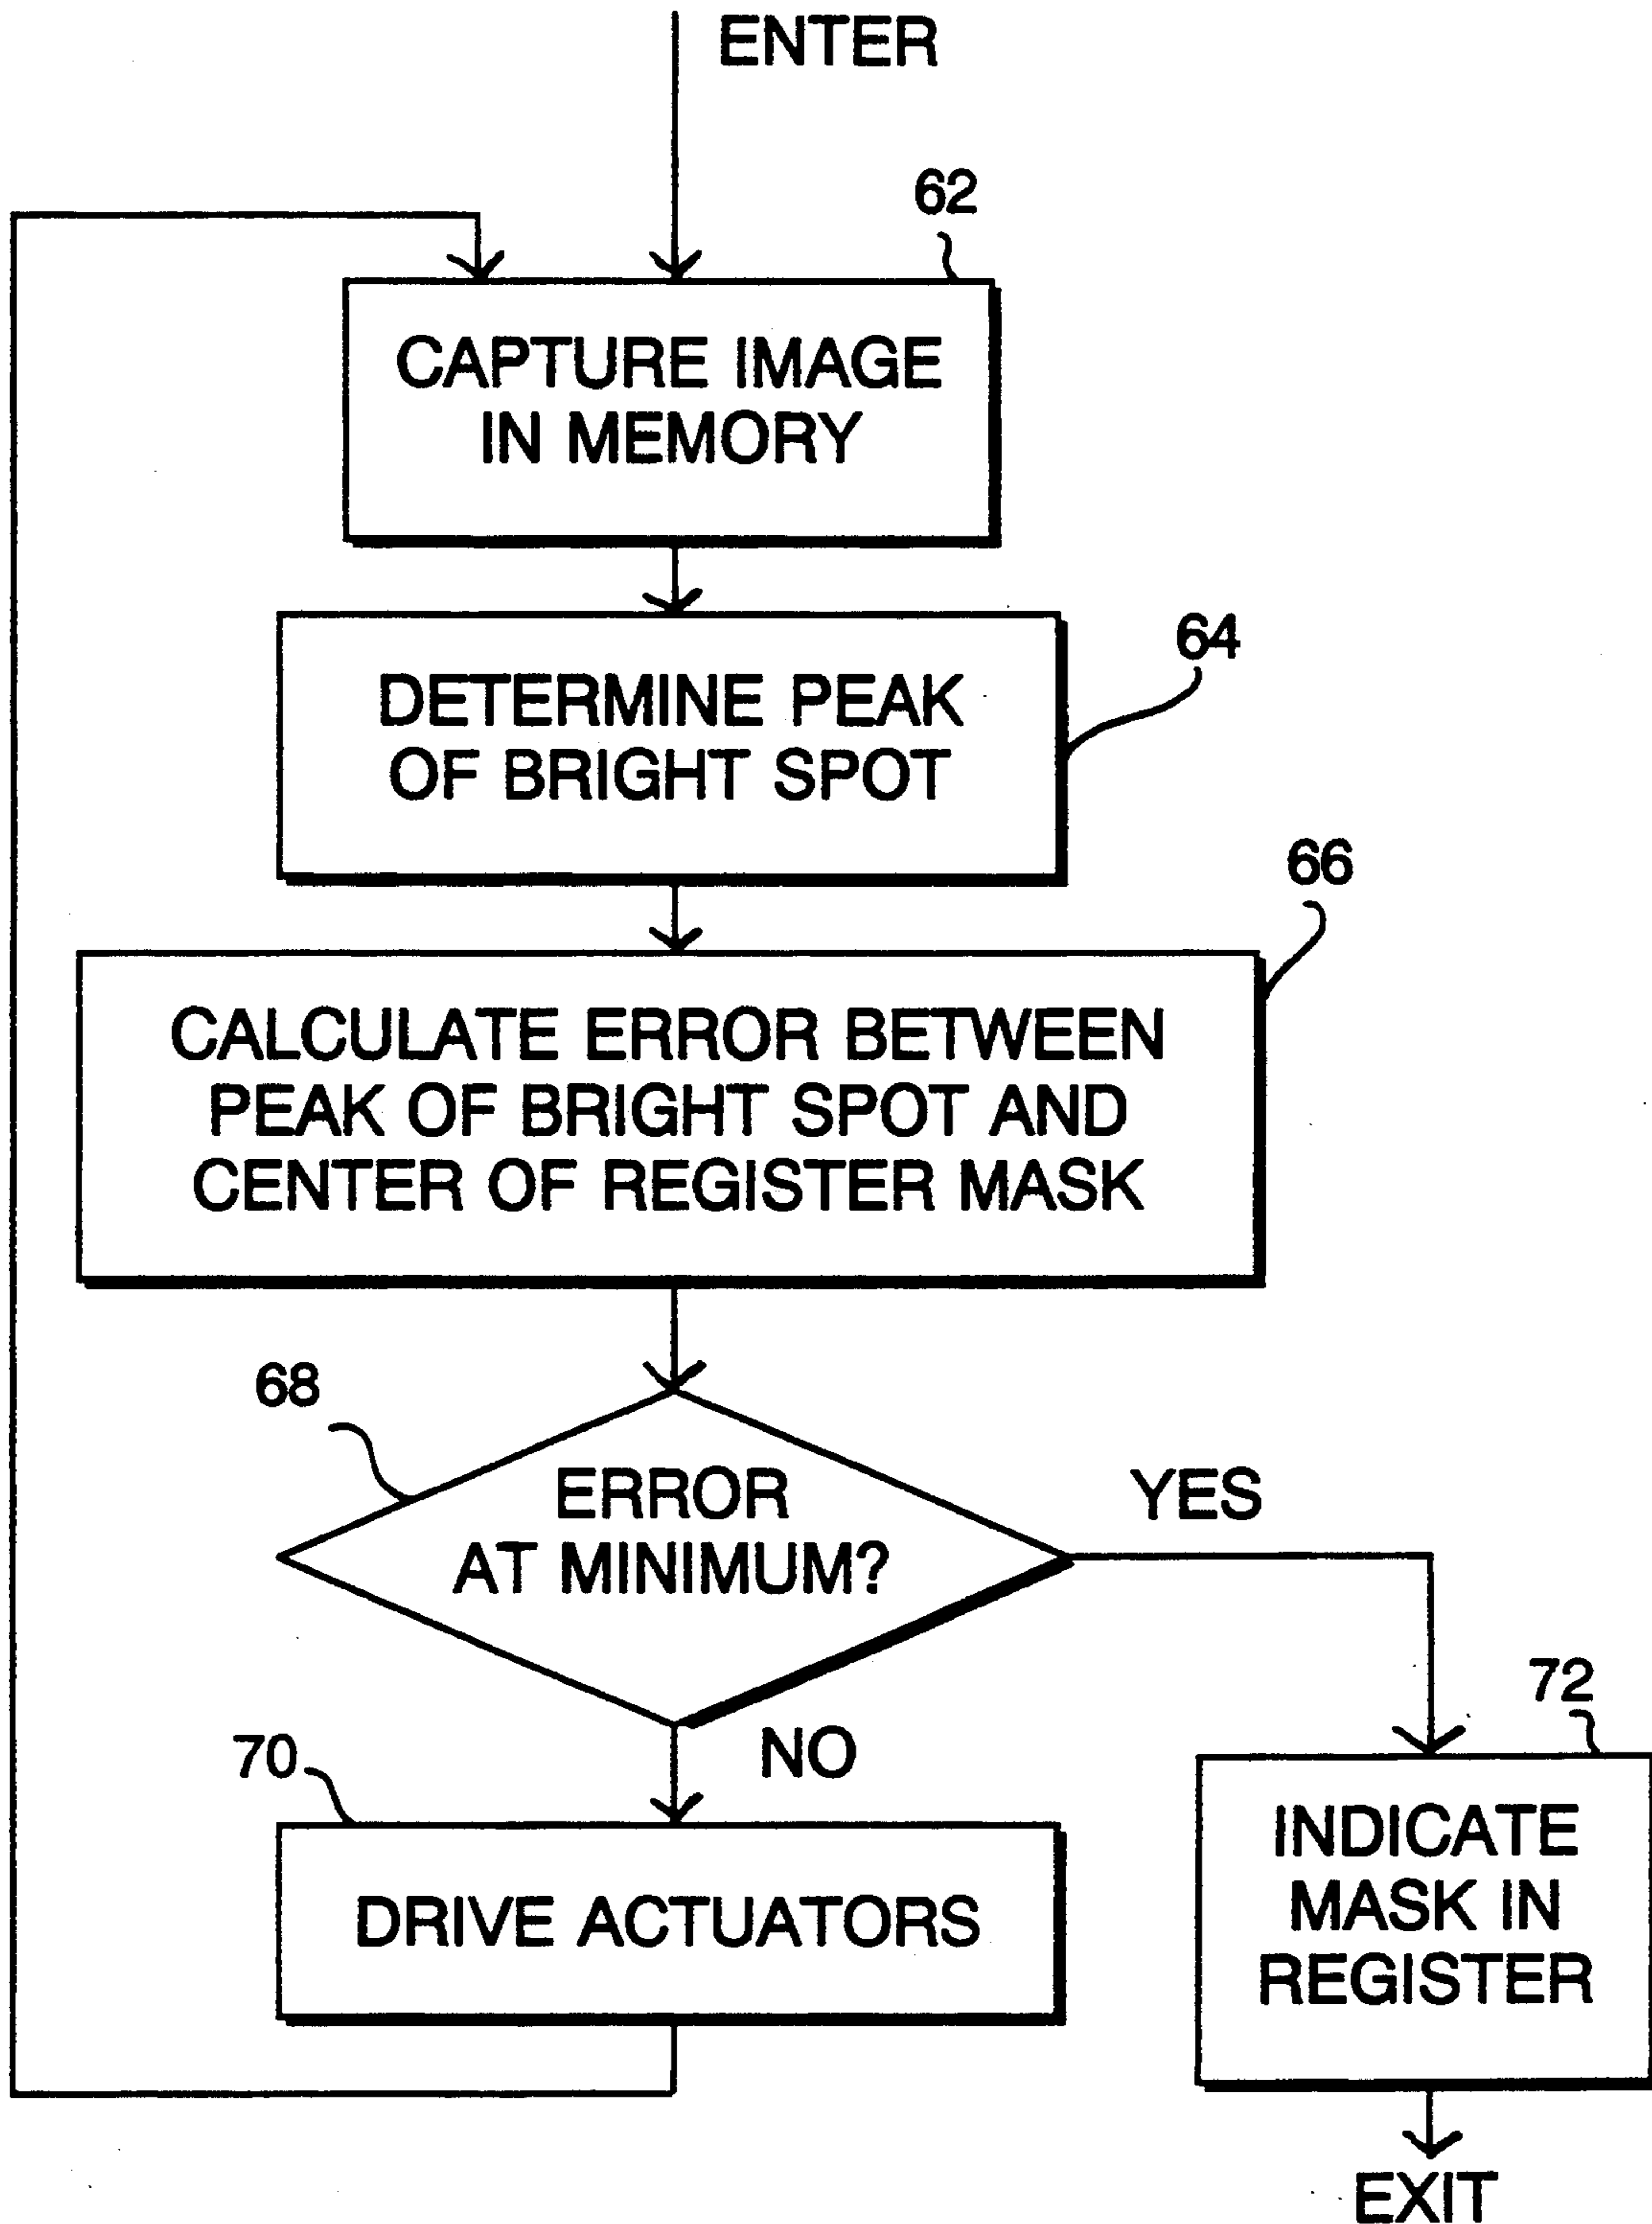 ENTER
62
CAPTURE IMAGE
IN MEMORY
64
DETERMINE PEAK
OF BRIGHT SPOT
66
CALCULATE ERROR BETWEEN
PEAK OF BRIGHT SPOT AND
CENTER OF REGISTER MASK
68
ERROR
AT MINIMUM?
YES
NO
70
DRIVE ACTUATORS
72
INDICATE
MASK IN
REGISTER
EXIT